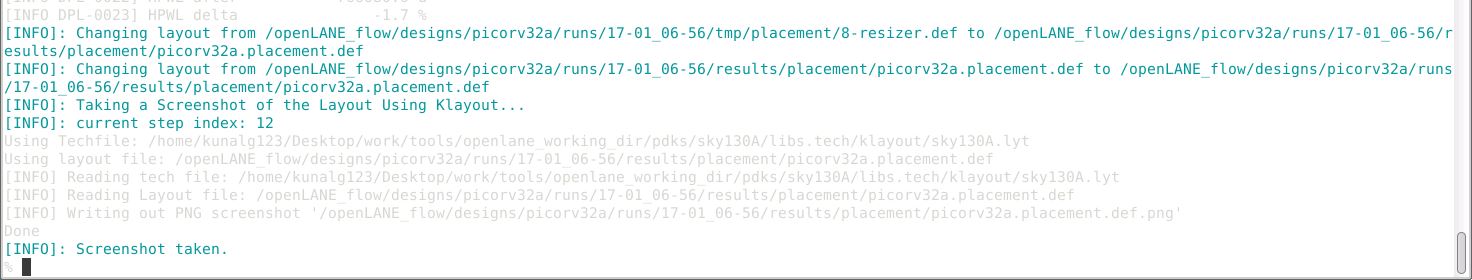 [INFO DPL-0023] HPWL delta -1.7 %
[INFO]: Changing layout from /openLANE_flow/designs/picorv32a/runs/17-01_06-56/tmp/placement/8-resizer.def to /openLANE_flow/designs/picorv32a/runs/17-01_06-56/r
esults/placement/picorv32a.placement.def
[INFO]: Changing layout from /openLANE_flow/designs/picorv32a/runs/17-01_06-56/results/placement/picorv32a.placement.def to /openLANE_flow/designs/picorv32a/runs
/17-01_06-56/results/placement/picorv32a.placement.def
[INFO]: Taking a Screenshot of the Layout Using Klayout...
[INFO]: current step index: 12
Using Techfile: /home/kunalg123/Desktop/work/tools/openlane_working_dir/pdks/sky130A/libs.tech/klayout/sky130A.lyt
Using layout file: /openLANE_flow/designs/picorv32a/runs/17-01_06-56/results/placement/picorv32a.placement.def
[INFO] Reading tech file: /home/kunalg123/Desktop/work/tools/openlane_working_dir/pdks/sky130A/libs.tech/klayout/sky130A.lyt
[INFO] Reading Layout file: /openLANE_flow/designs/picorv32a/runs/17-01_06-56/results/placement/picorv32a.placement.def
[INFO] Writing out PNG screenshot '/openLANE_flow/designs/picorv32a/runs/17-01_06-56/results/placement/picorv32a.placement.def.png'
Done
[INFO]: Screenshot taken.
%